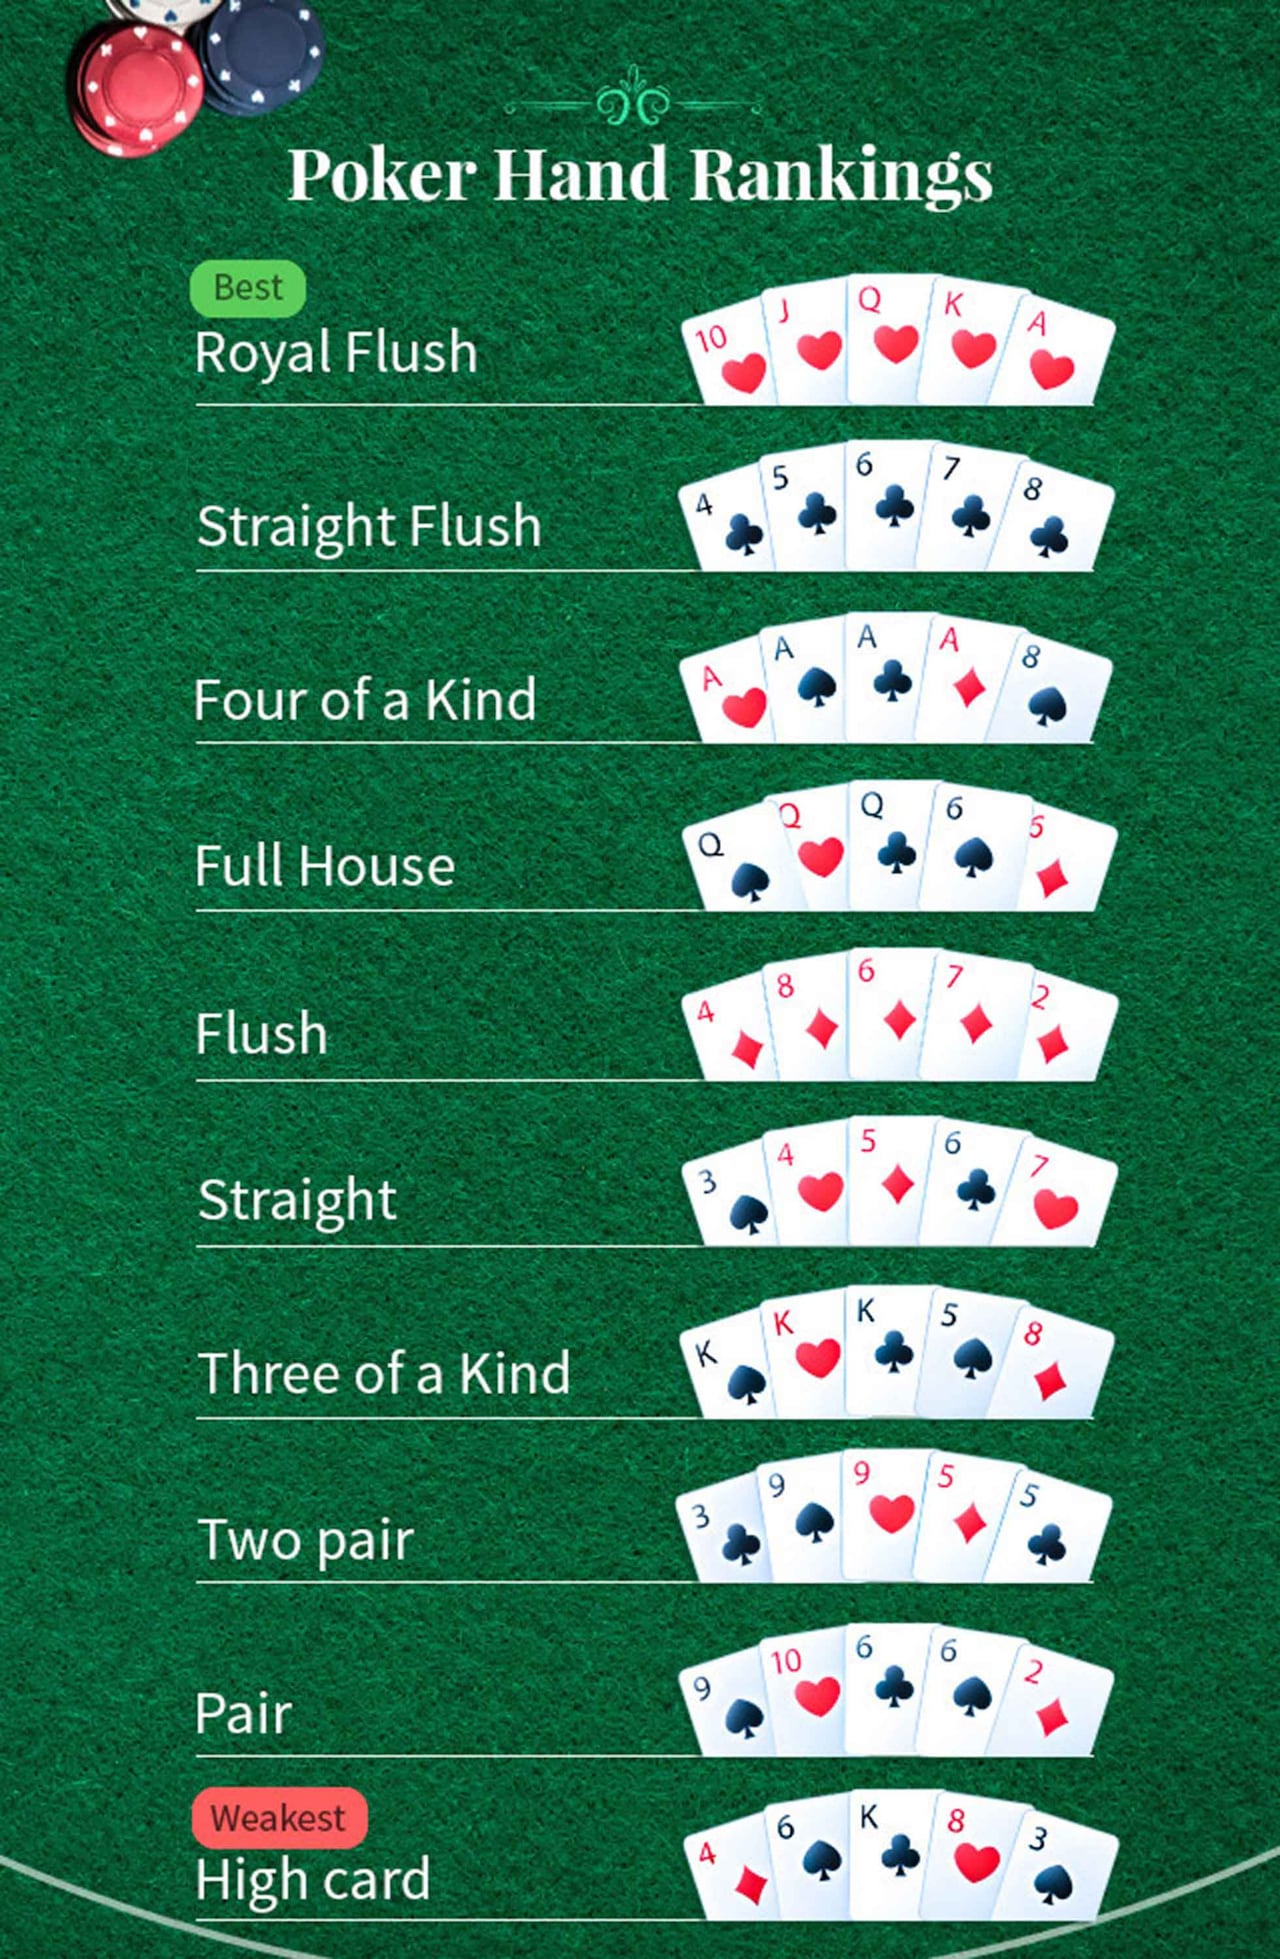 Poker Hand Rankings
Best
Royal Flush
10 J Q K A
Straight Flush
4 5 6 7 8
Four of a Kind
A A A A 8
Full House
Q Q Q 6 6
Flush
4 8 6 7 2
Straight
3 4 5 6 7
Three of a Kind
K K K 5 8
Two pair
3 9 9 5 5
Pair
9 10 6 6 2
Weakest
High card
4 6 K 8 3